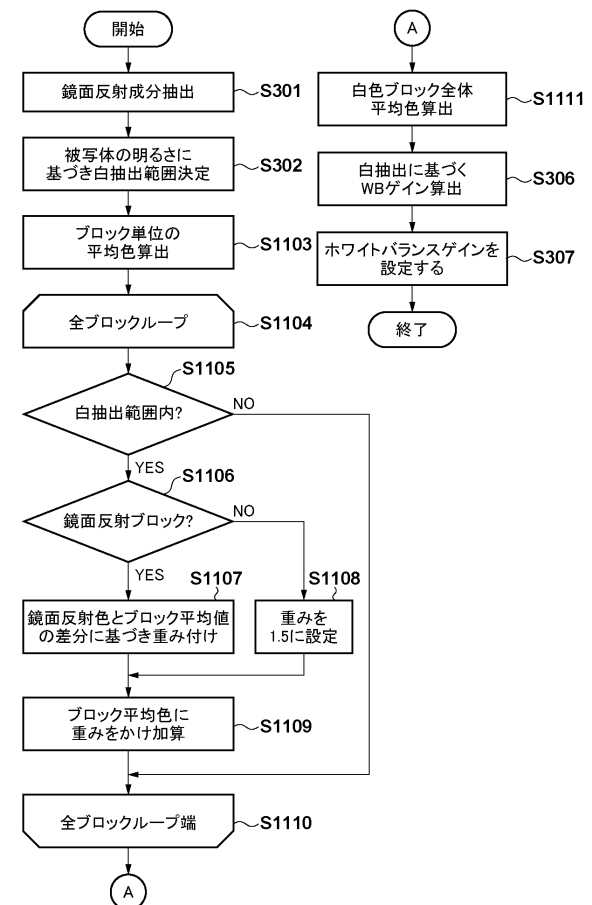 開始
鏡面反射成分抽出
S301
被写体の明るさに
基づき白抽出範囲決定
S302
ブロック単位の
平均色算出
S1103
全ブロックループ
S1104
S1105
白抽出範囲内?
NO
YES
S1106
鏡面反射ブロック?
NO
YES
S1107
鏡面反射色とブロック平均値
の差分に基づき重み付け
S1108
重みを
1.5に設定
ブロック平均色に
重みをかけ加算
S1109
全ブロックループ端
S1110
A
A
白色ブロック全体
平均色算出
S1111
白抽出に基づく
WBゲイン算出
S306
ホワイトバランスゲインを
設定する
S307
終了